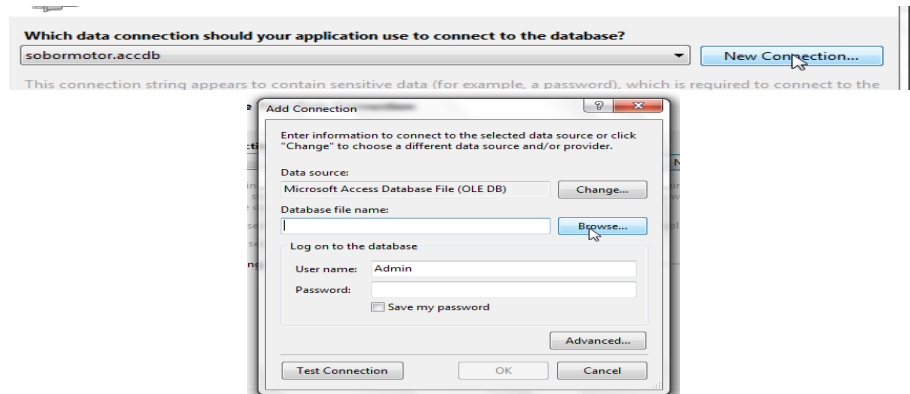 Which data connection should your application use to connect to the database?
sobormotor.accdb
New Connection...
This connection string appears to contain sensitive data (for example, a password), which is required to connect to the
Add Connection
Enter information to connect to the selected data source or click
"Change" to choose a different data source and/or provider.
Data source:
Microsoft Access Database File (OLE DB)
Change...
Database file name:
Browse...
Log on to the database
User name:
Admin
Password:
Save my password
Advanced...
Test Connection
OK
Cancel